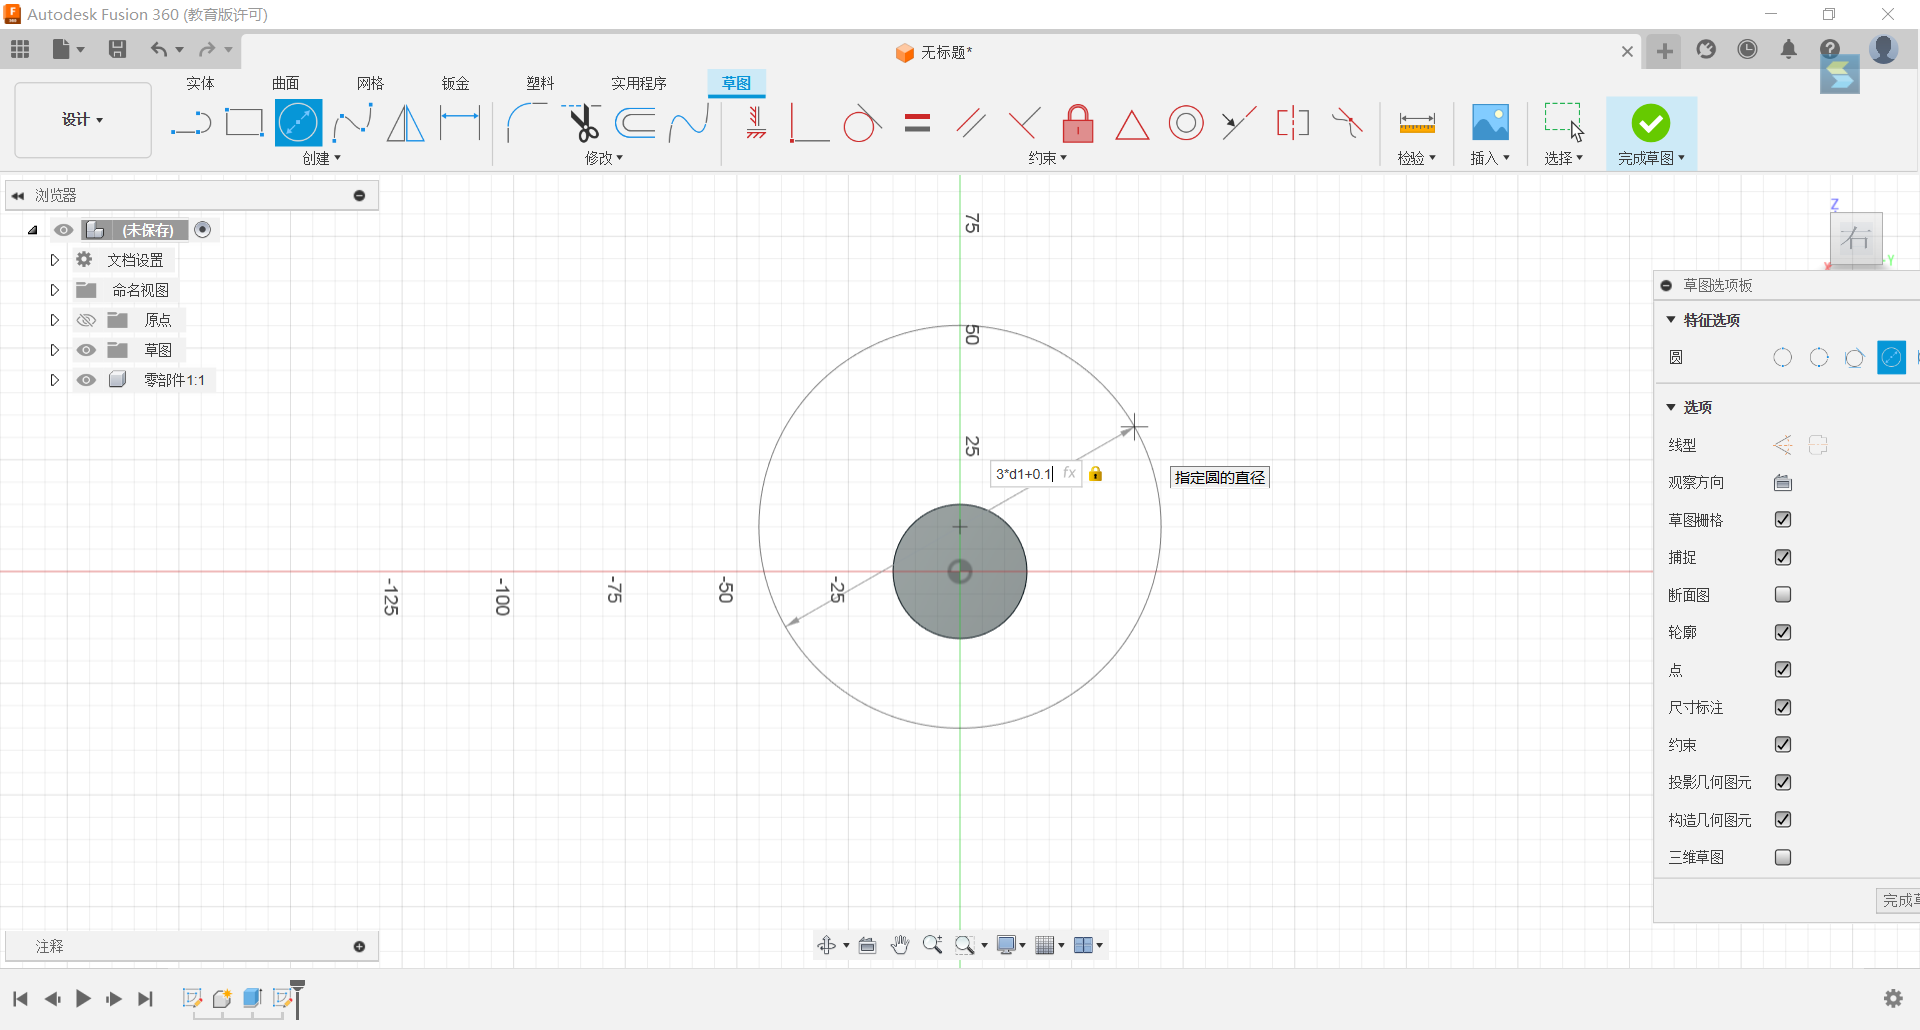 Autodesk Fusion 360 (教育版许可)
无标题*
实体 曲面 网格 钣金 塑料 实用程序 草图
设计
创建 修改 约束 检验 插入 选择 完成草图
浏览器
(未保存)
文档设置
命名视图
原点
草图
零部件1:1
75
50
25
-125
-100
-75
-50
-25
3*d1+0.1 fx
指定圆的直径
Z
右
X
Y
草图选项板
特征选项
圆
选项
线型
观察方向
草图栅格
捕捉
断面图
轮廓
点
尺寸标注
约束
投影几何图元
构造几何图元
三维草图
完成草
注释